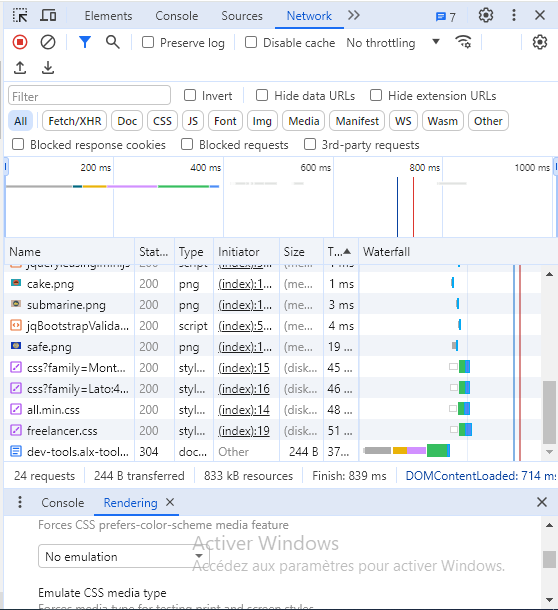 Elements Console Sources Network 7
Preserve log Disable cache No throttling
Filter Invert Hide data URLs Hide extension URLs
All Fetch/XHR Doc CSS JS Font Img Media Manifest WS Wasm Other
Blocked response cookies Blocked requests 3rd-party requests
200 ms 400 ms 600 ms 800 ms 1000 ms
Name Stat... Type Initiator Size T... Waterfall
200 script (index):5... (me... 1 ms
cake.png 200 png (index):1... (me... 1 ms
submarine.png 200 png (index):1... (me... 3 ms
jqBootstrapValida... 200 script (index):5... (me... 4 ms
safe.png 200 png (index):1... (me... 19 ...
css?family=Mont... 200 styl... (index):15 (disk... 45 ...
css?family=Lato:4... 200 styl... (index):16 (disk... 46 ...
all.min.css 200 styl... (index):14 (disk... 48 ...
freelancer.css 200 styl... (index):19 (disk... 51 ...
dev-tools.alx-tool... 304 doc... Other 244 B 37...
24 requests 244 B transferred 833 kB resources Finish: 839 ms DOMContentLoaded: 714 ms
Console Rendering
Forces CSS prefers-color-scheme media feature
No emulation
Activer Windows
Accédez aux paramètres pour activer Windows.
Emulate CSS media type
Forces media type for testing print and screen styles